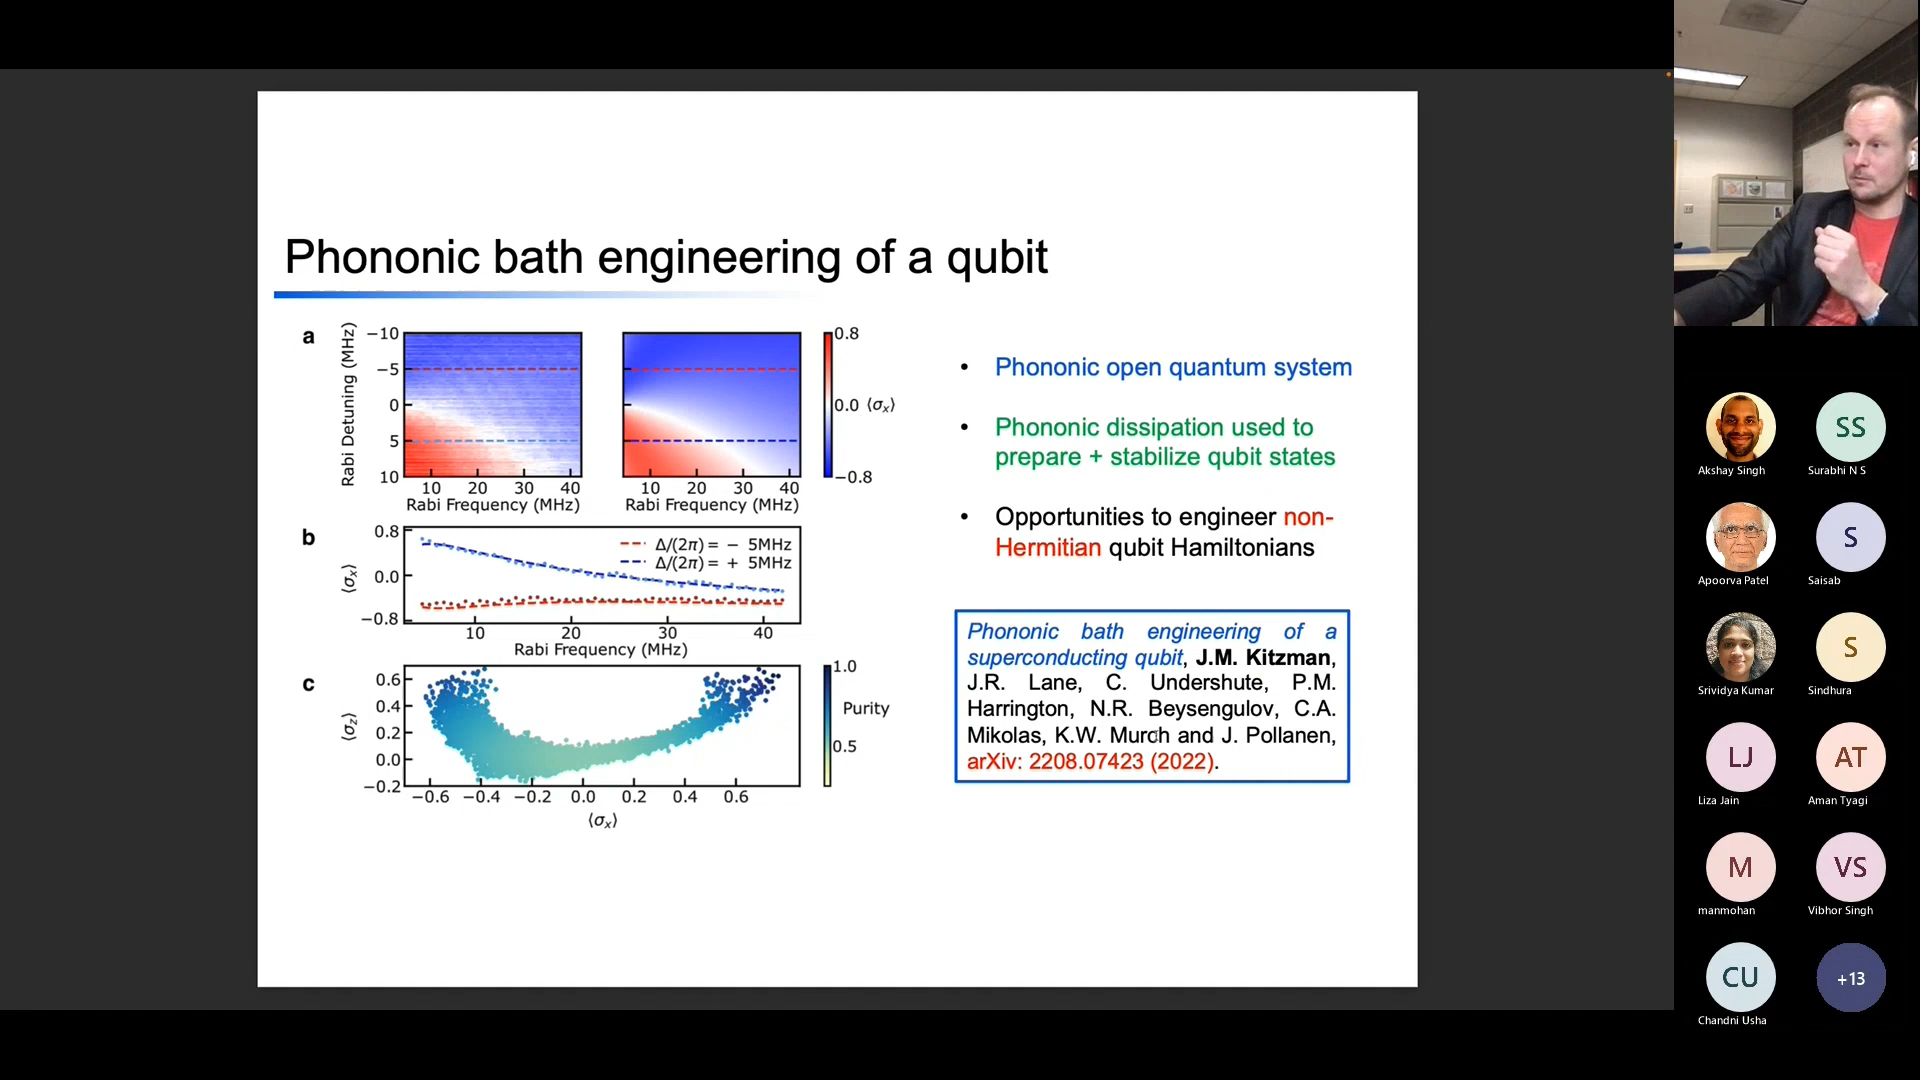 Phononic bath engineering of a qubit
a
Rabi Detuning (MHz)
−10
−5
0
5
10
10 20 30 40
Rabi Frequency (MHz)
10 20 30 40
Rabi Frequency (MHz)
0.8
0.0 ⟨σx⟩
−0.8
b
⟨σx⟩
0.8
0.0
−0.8
Δ/(2π) = − 5MHz
Δ/(2π) = + 5MHz
10 20 30 40
Rabi Frequency (MHz)
c
⟨σz⟩
0.6
0.4
0.2
0.0
−0.2
−0.6 −0.4 −0.2 0.0 0.2 0.4 0.6
⟨σx⟩
1.0
Purity
0.5
• Phononic open quantum system
• Phononic dissipation used to
prepare + stabilize qubit states
• Opportunities to engineer non-
Hermitian qubit Hamiltonians
Phononic bath engineering of a
superconducting qubit, J.M. Kitzman,
J.R. Lane, C. Undershute, P.M.
Harrington, N.R. Beysengulov, C.A.
Mikolas, K.W. Murch and J. Pollanen,
arXiv: 2208.07423 (2022).
Akshay Singh
SS
Surabhi N S
Apoorva Patel
S
Saisab
Srividya Kumar
S
Sindhura
LJ
Liza Jain
AT
Aman Tyagi
M
manmohan
VS
Vibhor Singh
CU
Chandni Usha
+13